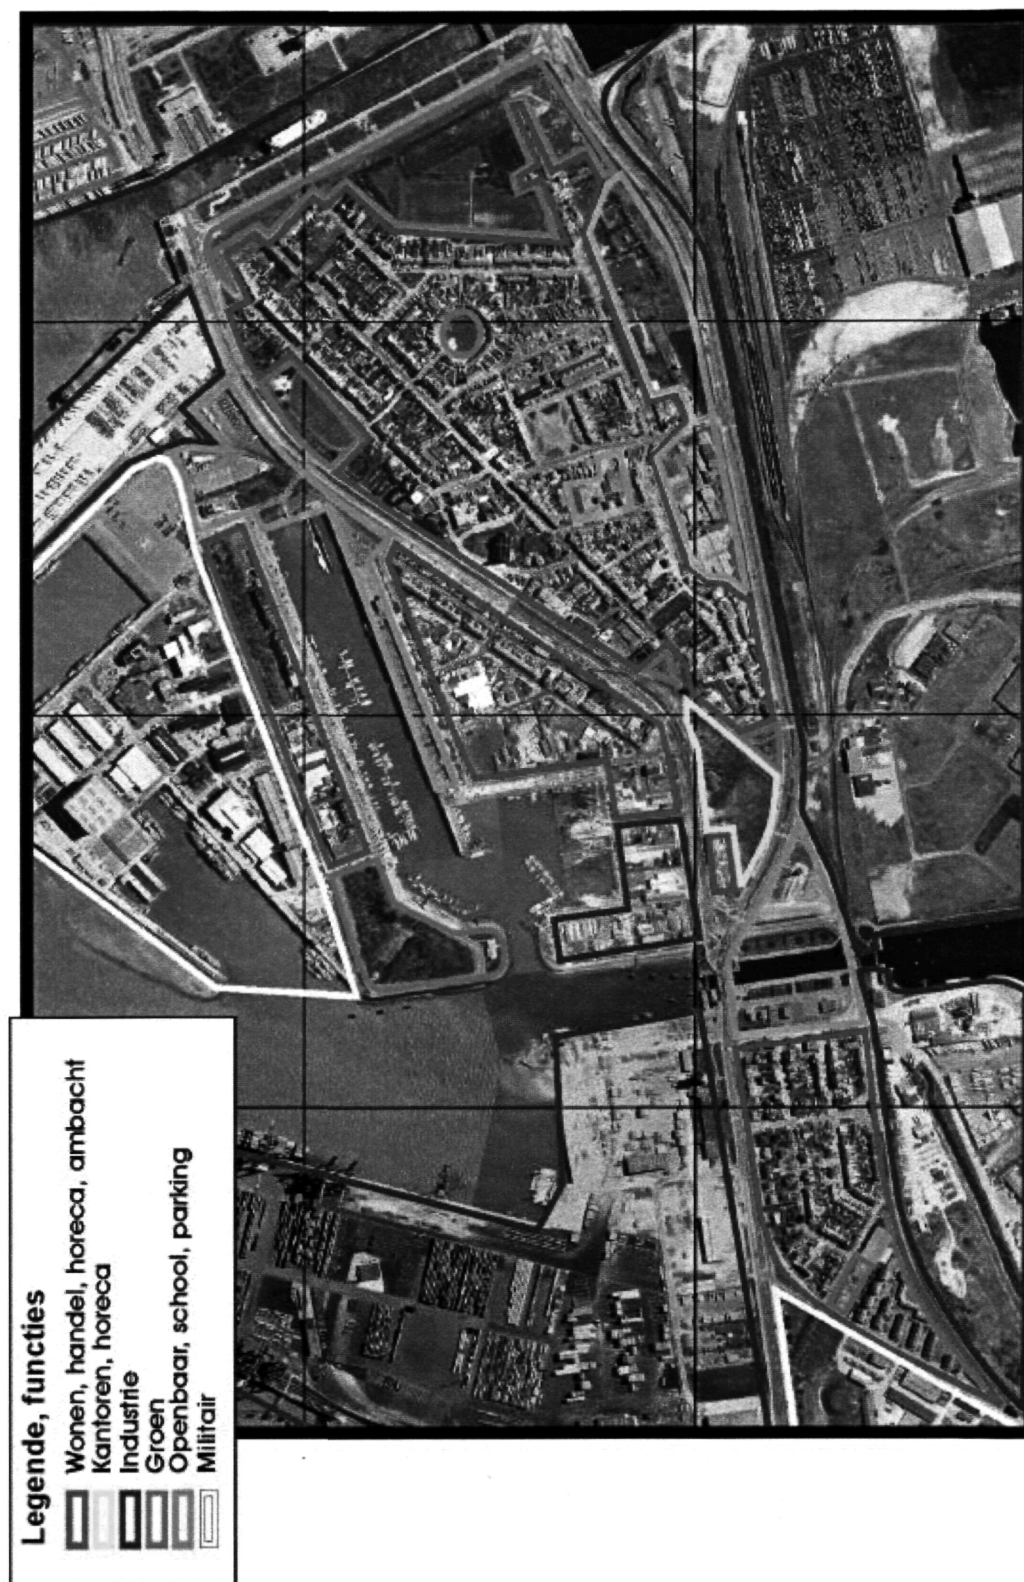 Legende, functies
Wonen, handel, horeca, ambacht
Kantoren, horeca
Industrie
Groen
Openbaar, school, parking
Militair